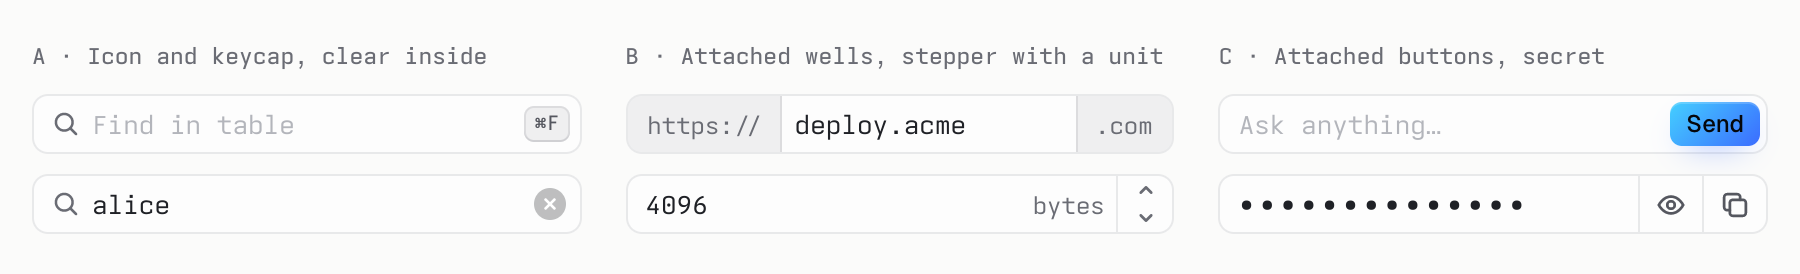 A · Icon and keycap, clear inside
Find in table ⌘F
alice
B · Attached wells, stepper with a unit
https:// deploy.acme .com
4096 bytes
C · Attached buttons, secret
Ask anything… Send
••••••••••••••